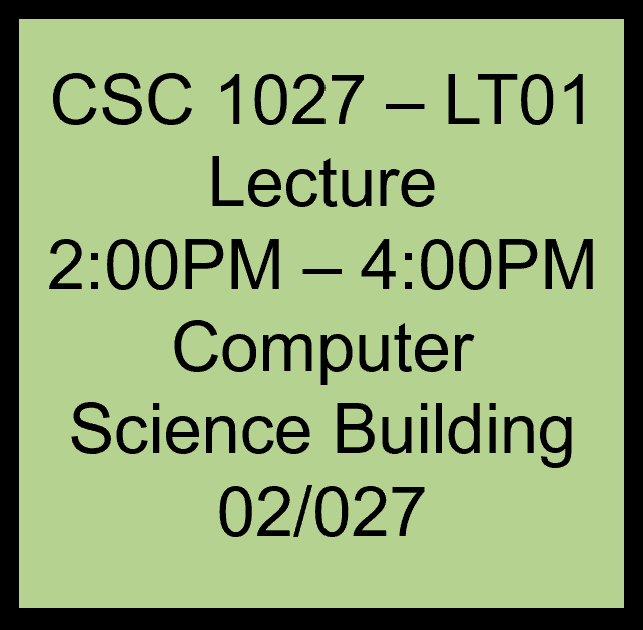 CSC 1027 – LT01
Lecture
2:00PM – 4:00PM
Computer
Science Building
02/027